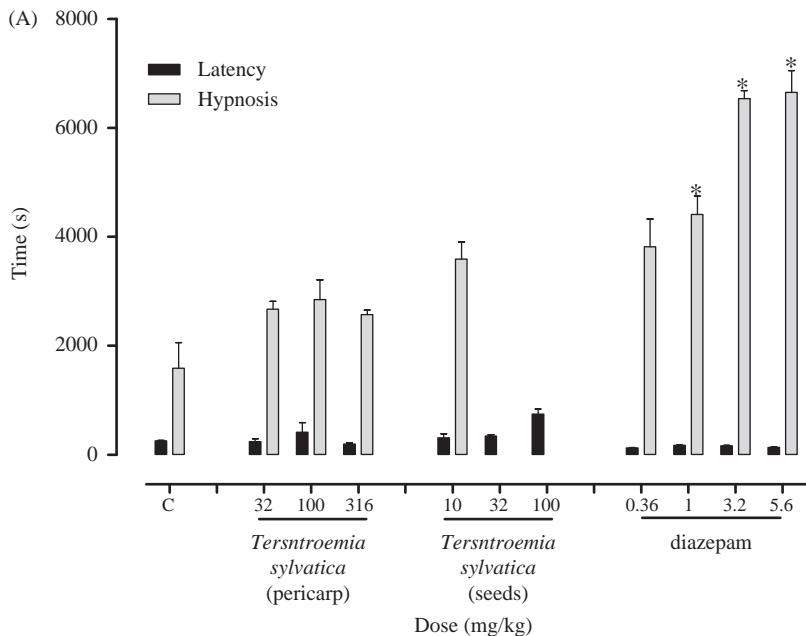 (A)
8000
6000
4000
2000
0
Time (s)
Latency
Hypnosis
*
*
*
C
32 100 316
10 32 100
0.36 1 3.2 5.6
Tersntroemia
sylvatica
(pericarp)
Tersntroemia
sylvatica
(seeds)
diazepam
Dose (mg/kg)